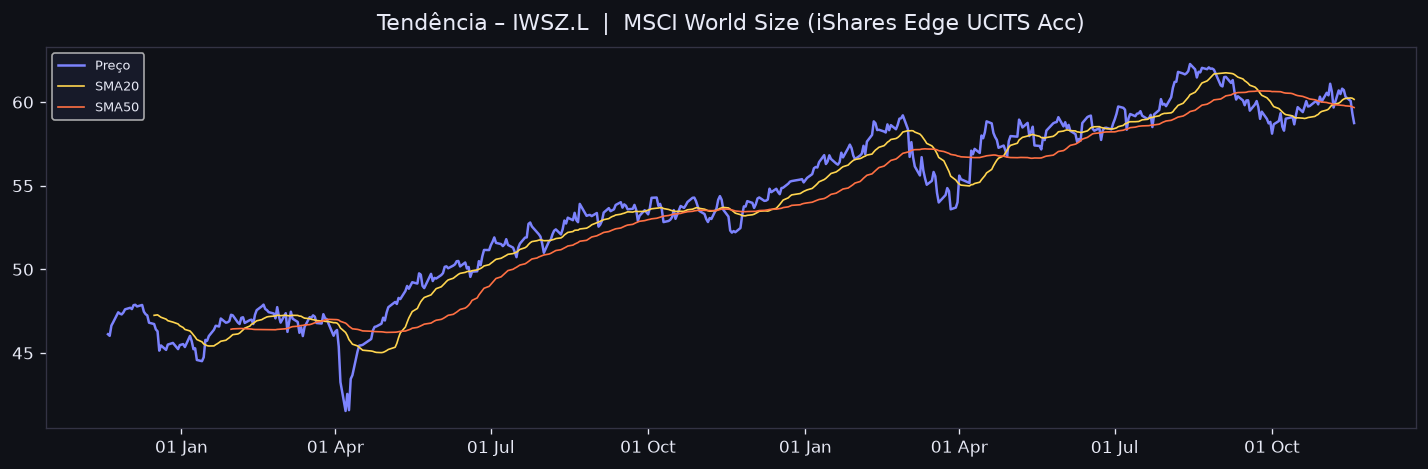 Tendência – IWSZ.L | MSCI World Size (iShares Edge UCITS Acc)
Preço
SMA20
SMA50
60
55
50
45
01 Jan
01 Apr
01 Jul
01 Oct
01 Jan
01 Apr
01 Jul
01 Oct